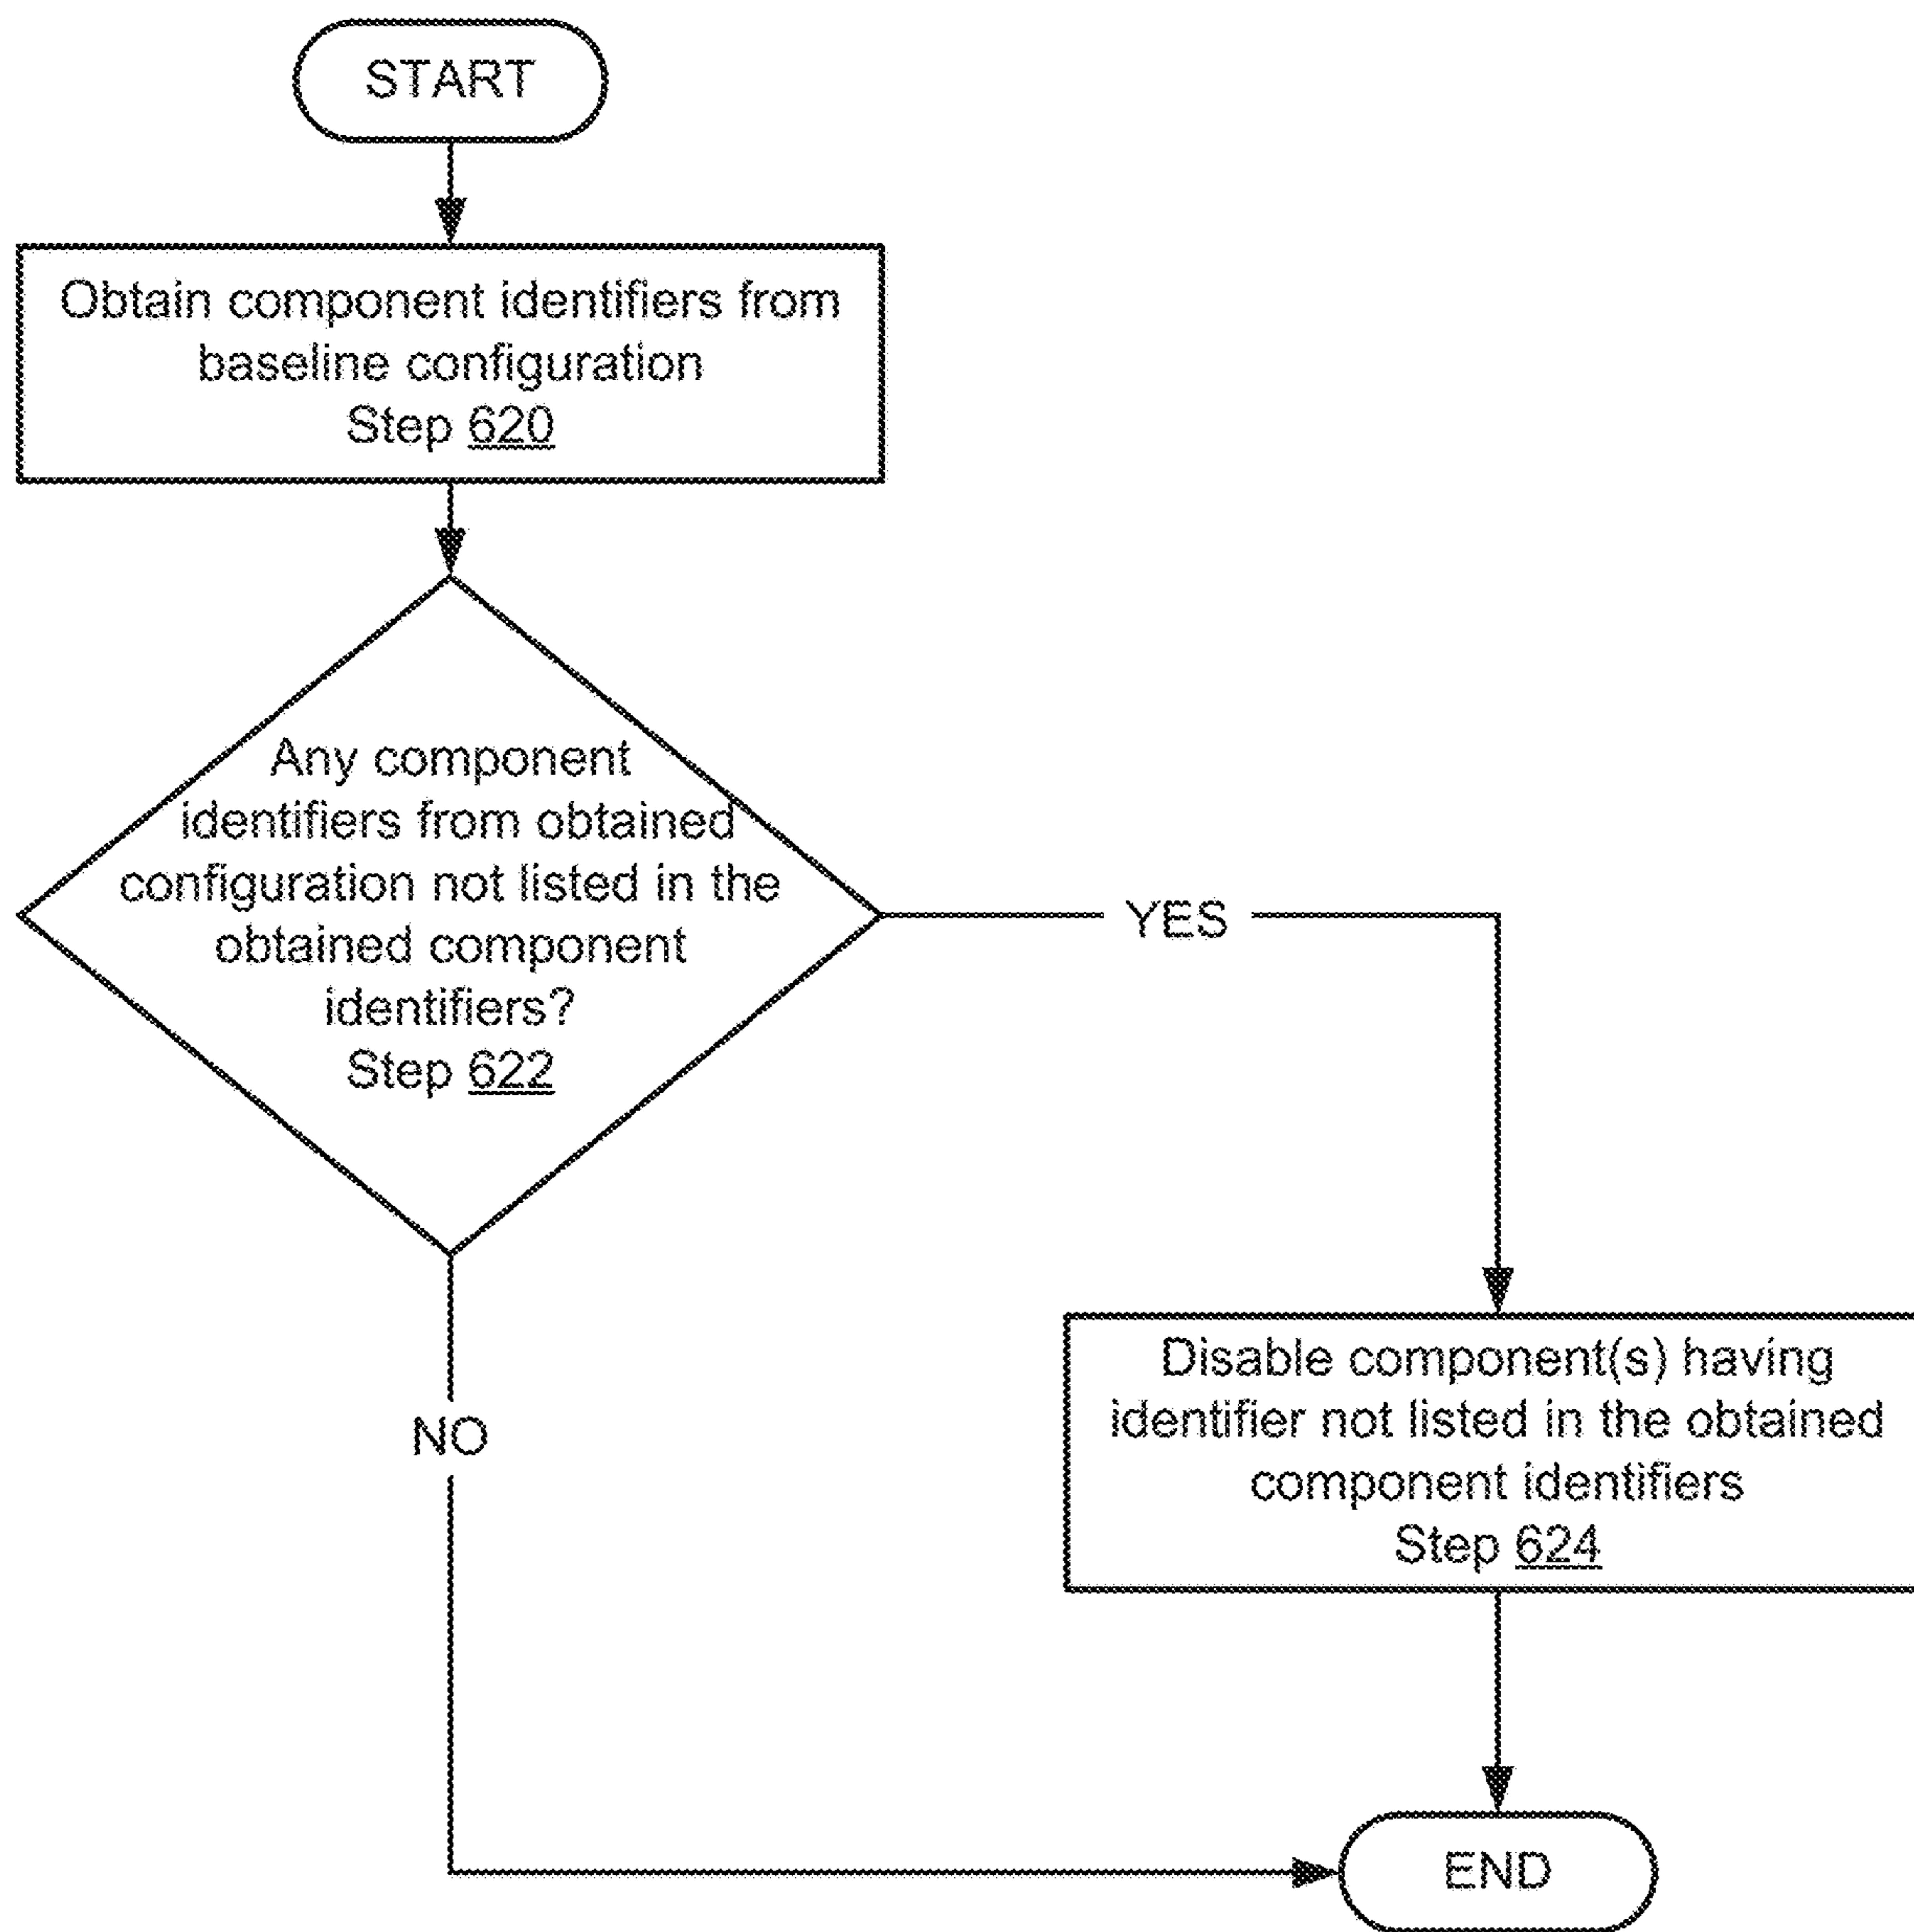 START
Obtain component identifiers from
baseline configuration
Step 620
Any component
identifiers from obtained
configuration not listed in the
obtained component
identifiers?
Step 622
YES
NO
Disable component(s) having
identifier not listed in the obtained
component identifiers
Step 624
END